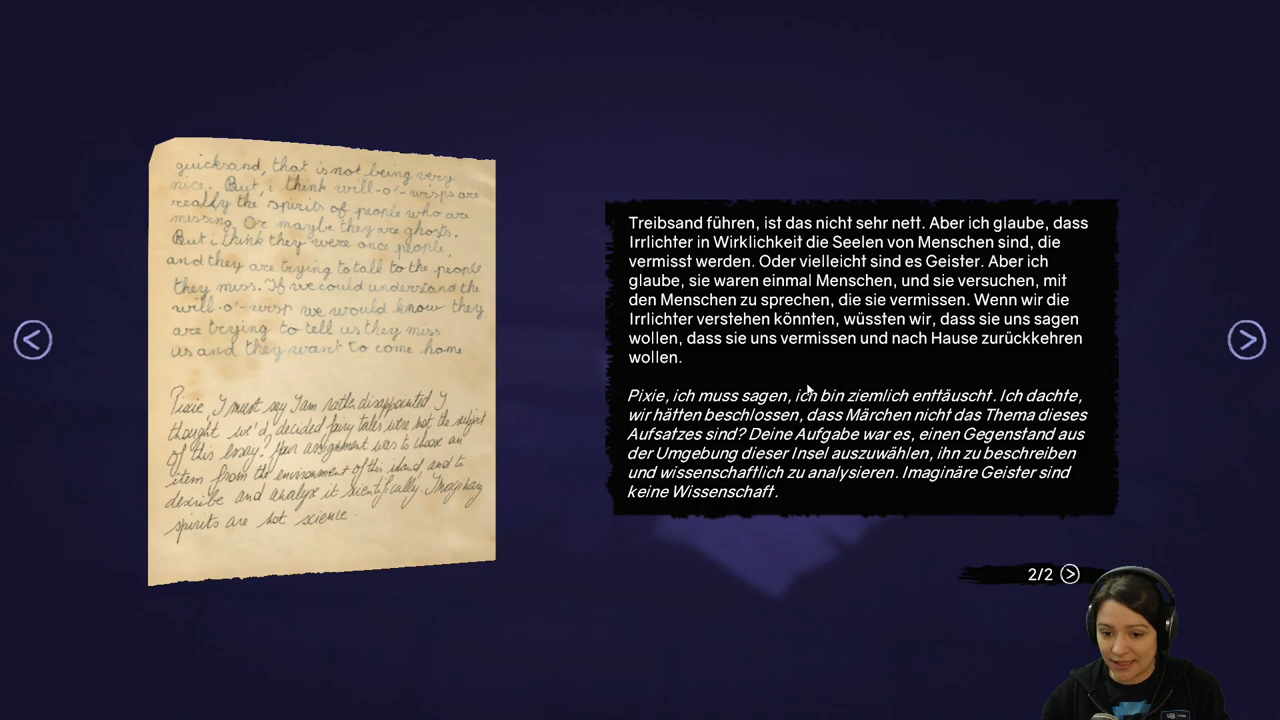 quicksand, that is not being very
nice. But, i think will-o'-wisps are
really the spirits of people who are
missing. Or maybe they are ghosts.
But i think they were once people,
and they are trying to talk to the people
they miss. If we could understand the
will-o'-wisp we would know they
are trying to tell us they miss
us and they want to come home
Pixie, I must say I am rather disappointed I
thought we'd decided fairy tales were not the subject
of this essay? Your assignment was to choose an
item from the environment of this island, and to
describe and analyse it scientifically. Imaginary
spirits are not science.
Treibsand führen, ist das nicht sehr nett. Aber ich glaube, dass
Irrlichter in Wirklichkeit die Seelen von Menschen sind, die
vermisst werden. Oder vielleicht sind es Geister. Aber ich
glaube, sie waren einmal Menschen, und sie versuchen, mit
den Menschen zu sprechen, die sie vermissen. Wenn wir die
Irrlichter verstehen könnten, wüssten wir, dass sie uns sagen
wollen, dass sie uns vermissen und nach Hause zurückkehren
wollen.
Pixie, ich muss sagen, ich bin ziemlich enttäuscht. Ich dachte,
wir hätten beschlossen, dass Märchen nicht das Thema dieses
Aufsatzes sind? Deine Aufgabe war es, einen Gegenstand aus
der Umgebung dieser Insel auszuwählen, ihn zu beschreiben
und wissenschaftlich zu analysieren. Imaginäre Geister sind
keine Wissenschaft.
2/2